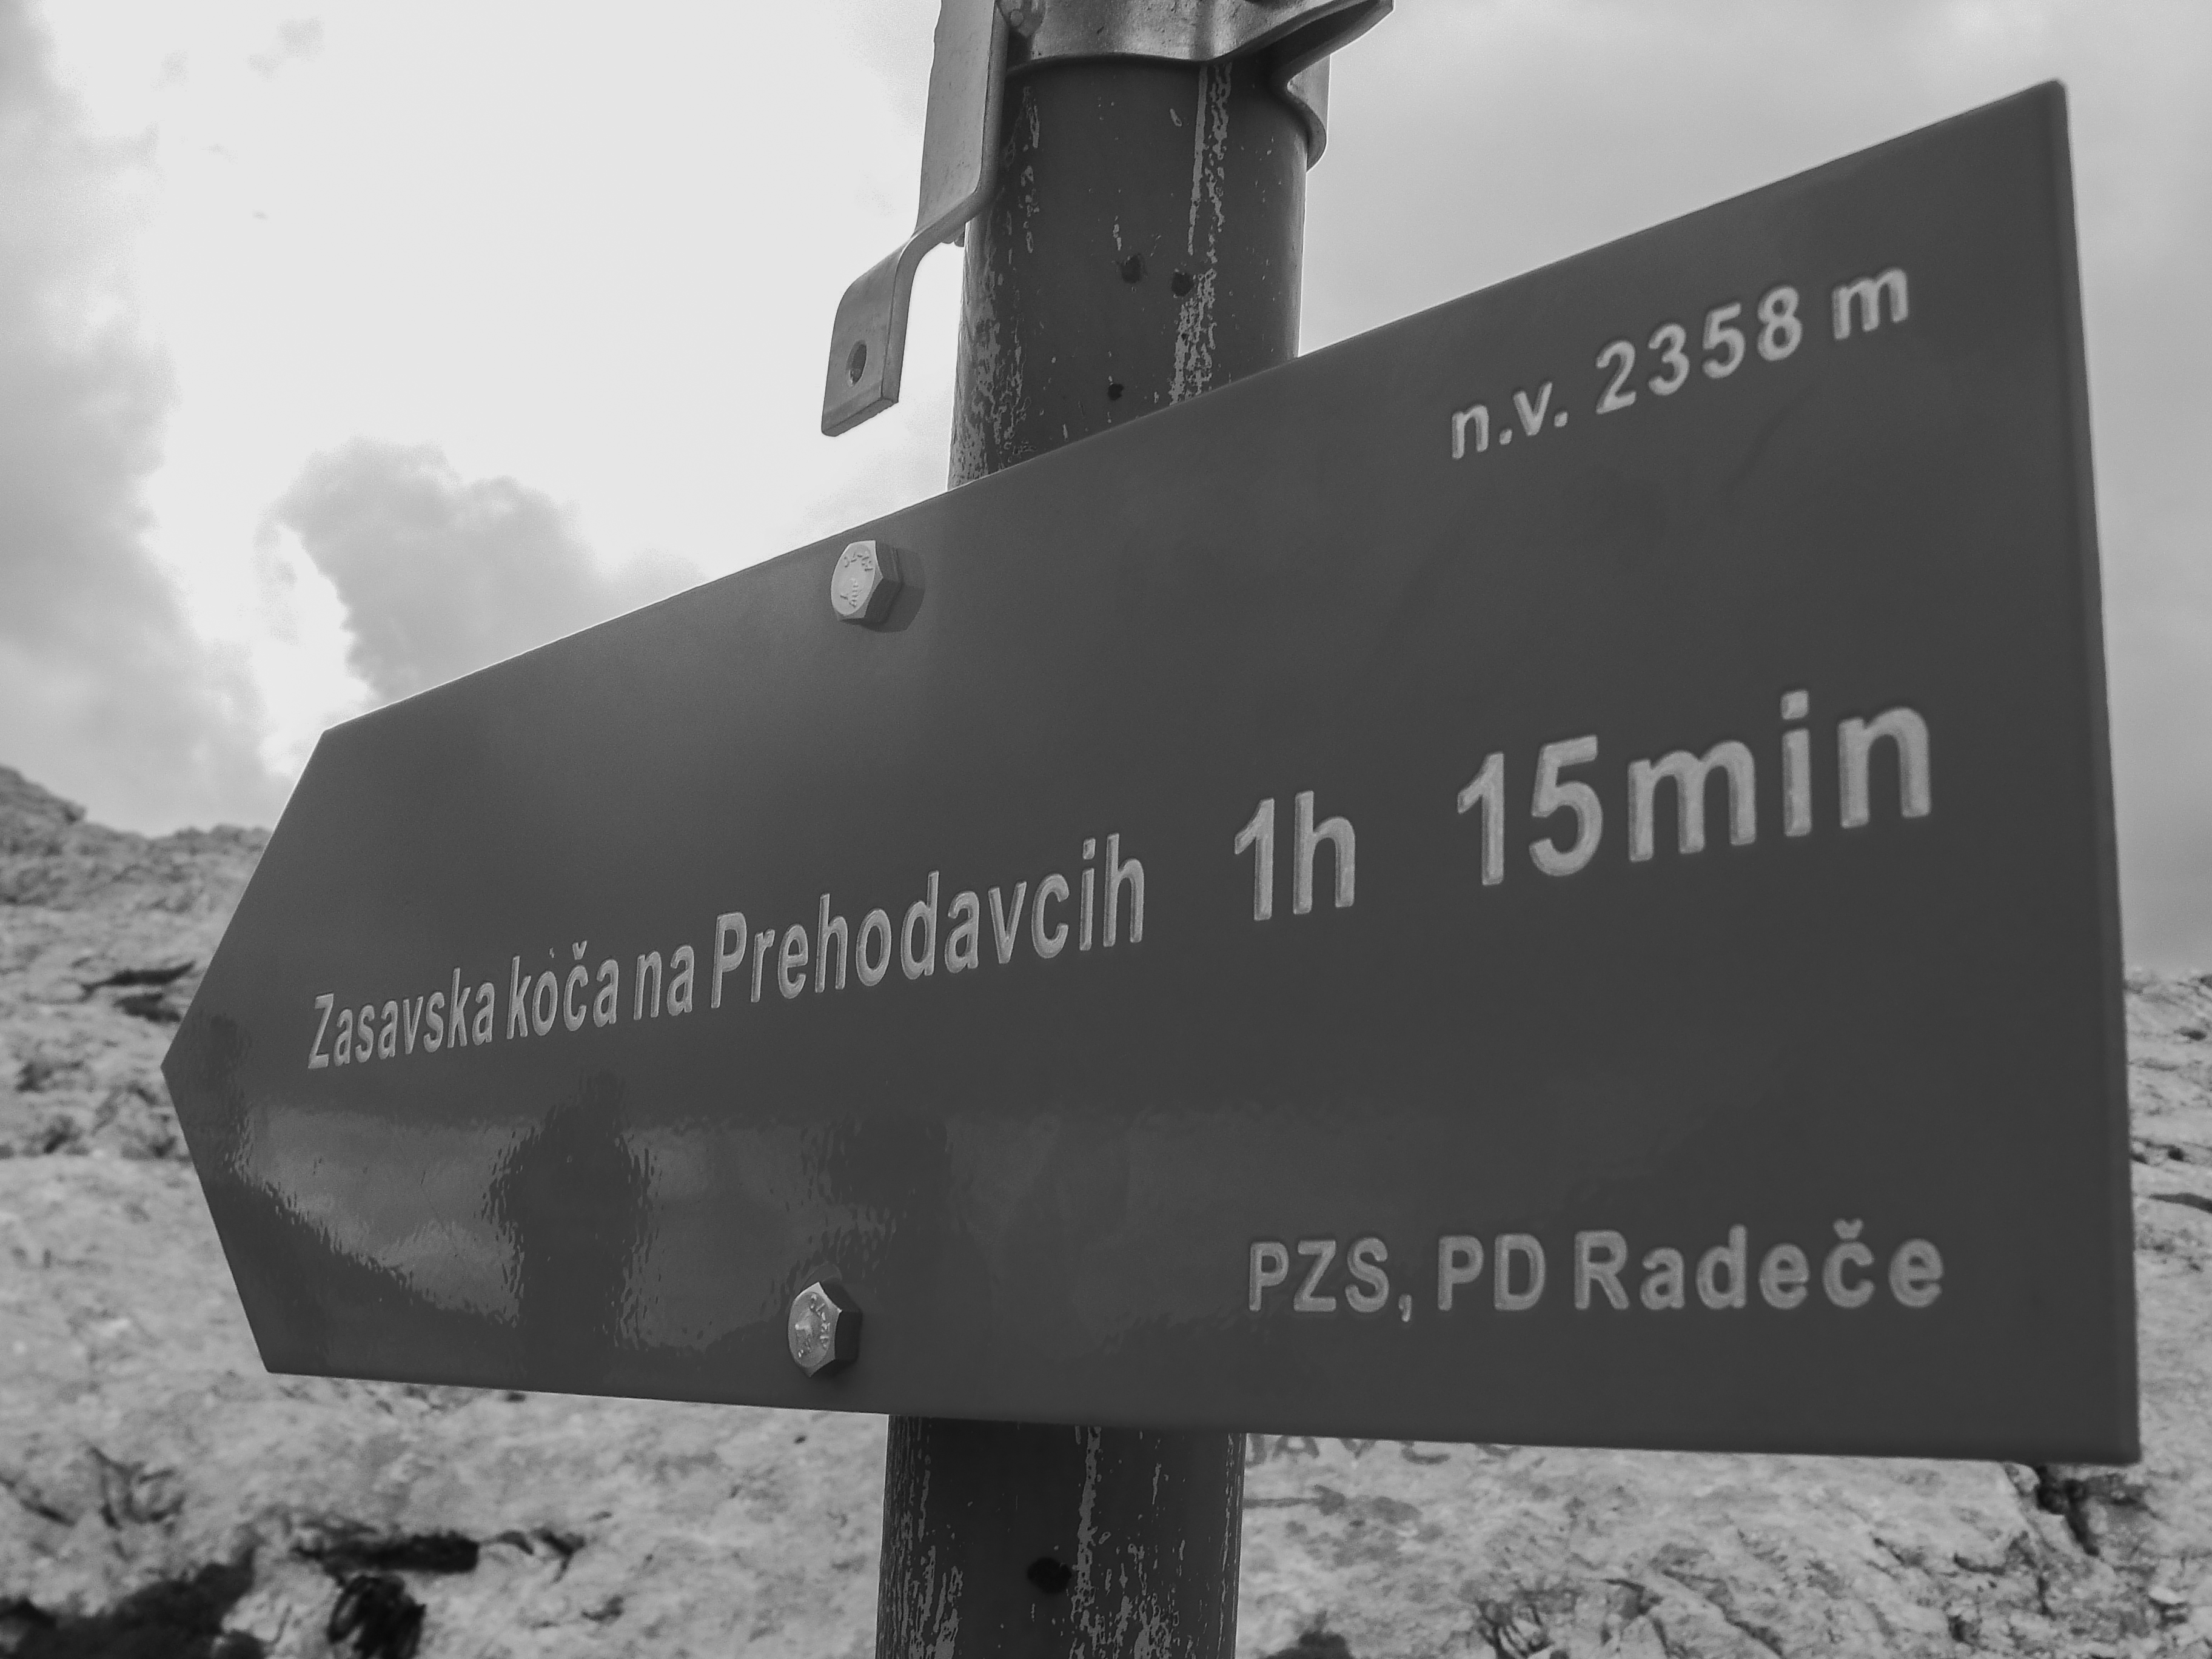 n.v. 2358 m
Zasavska koča na Prehodavcih 1h 15min
PZS, PD Radeče